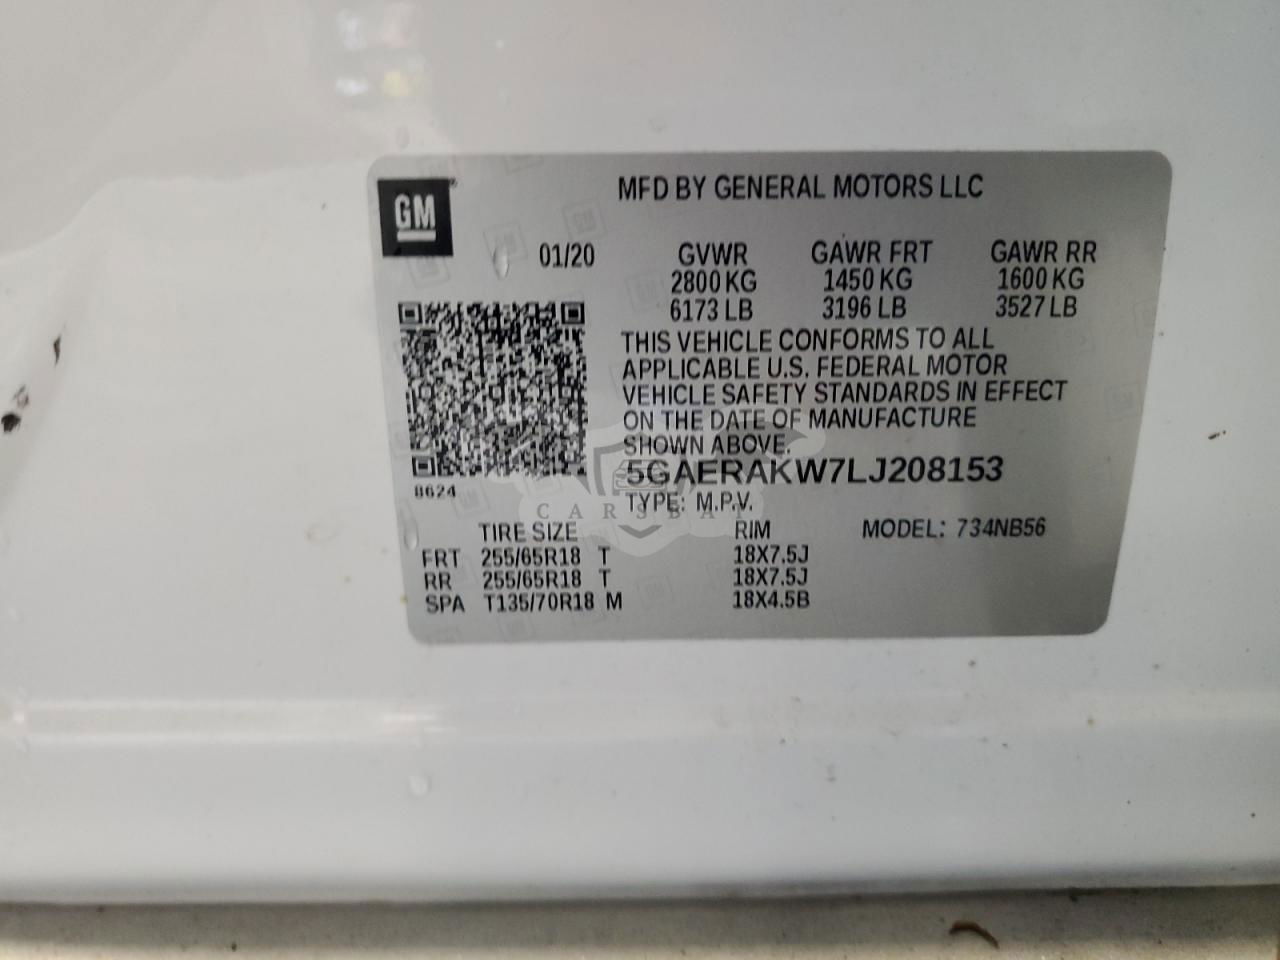 GM
MFD BY GENERAL MOTORS LLC
01/20 GVWR GAWR FRT GAWR RR
2800 KG 1450 KG 1600 KG
6173 LB 3196 LB 3527 LB
THIS VEHICLE CONFORMS TO ALL
APPLICABLE U.S. FEDERAL MOTOR
VEHICLE SAFETY STANDARDS IN EFFECT
ON THE DATE OF MANUFACTURE
SHOWN ABOVE.
5GAERAKW7LJ208153
8624
TYPE: M.P.V.
CARSBAT
TIRE SIZE RIM MODEL: 734NB56
FRT 255/65R18 T 18X7.5J
RR 255/65R18 T 18X7.5J
SPA T135/70R18 M 18X4.5B